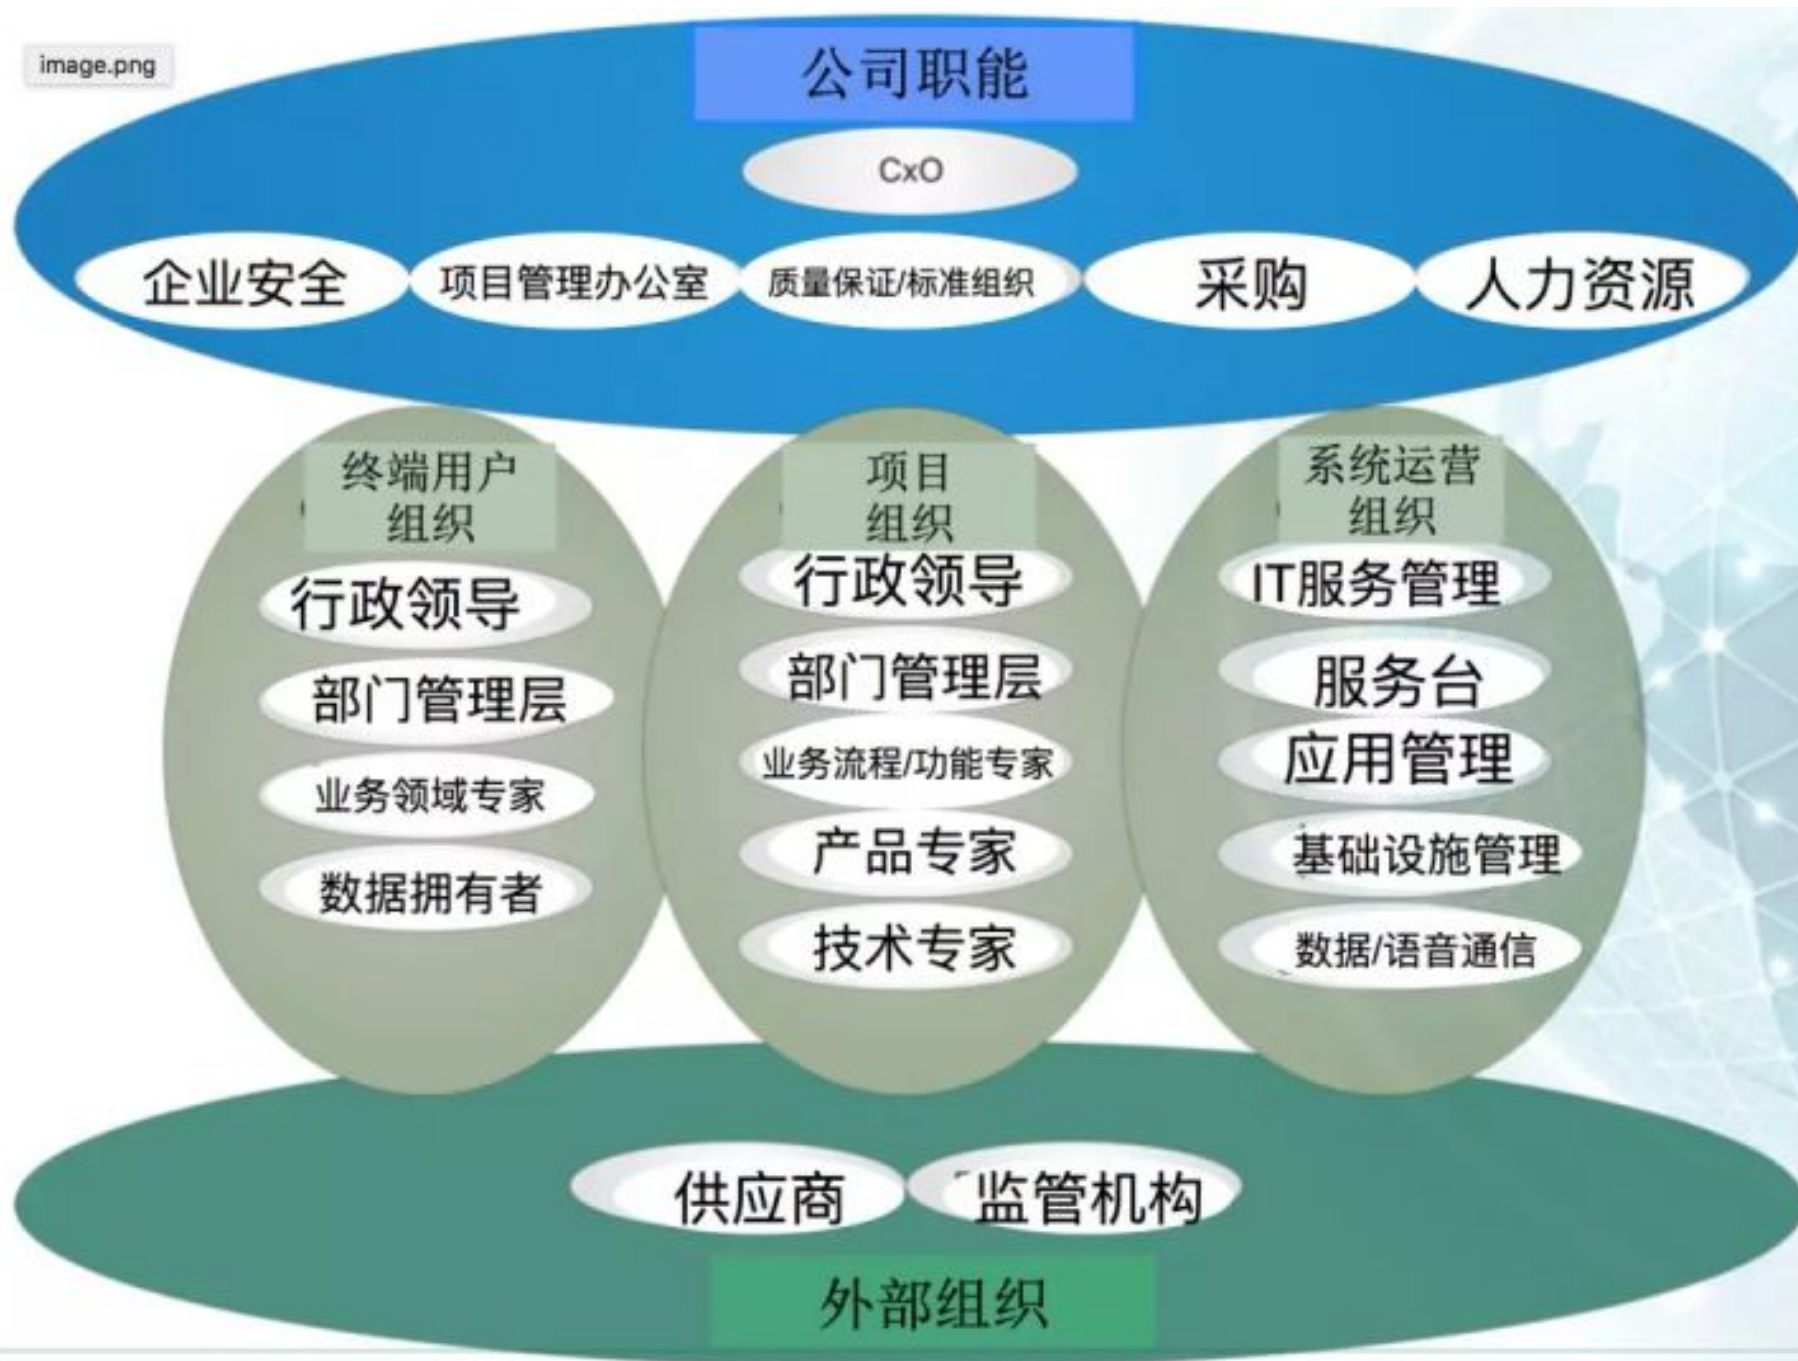 image.png
公司职能
CxO
企业安全
项目管理办公室
质量保证/标准组织
采购
人力资源
终端用户
组织
行政领导
部门管理层
业务领域专家
数据拥有者
项目
组织
行政领导
部门管理层
业务流程/功能专家
产品专家
技术专家
系统运营
组织
IT服务管理
服务台
应用管理
基础设施管理
数据/语音通信
供应商
监管机构
外部组织